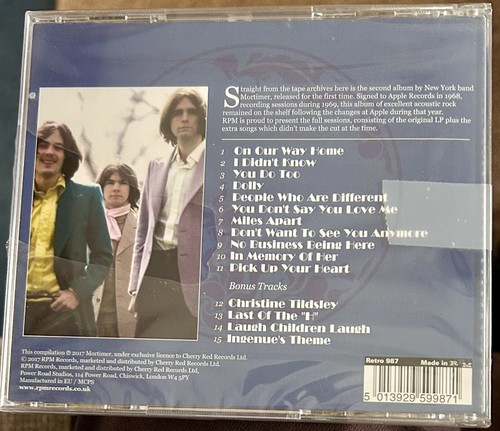 Straight from the tape archives here is the second album by New York band
Mortimer, released for the first time. Signed to Apple Records in 1968,
recording sessions during 1969, this album of excellent acoustic rock
remained on the shelf following the changes at Apple during that year.
RPM is proud to present the full sessions, consisting of the original LP plus the
extra songs which didn't make the cut at the time.
1 On Our Way Home
2 I Didn't Know
3 You Do Too
4 Dolly
5 People Who Are Different
6 You Don't Say You Love Me
7 Miles Apart
8 Don't Want To See You Anymore
9 No Business Being Here
10 In Memory Of Her
11 Pick Up Your Heart
Bonus Tracks
12 Christine Tildsley
13 Last Of The "H"
14 Laugh Children Laugh
15 Ingenue's Theme
This compilation ℗ 2017 Mortimer, under exclusive licence to Cherry Red Records Ltd.
© 2017 RPM Records, marketed and distributed by Cherry Red Records Ltd.
RPM Records, marketed and distributed by Cherry Red Records Ltd.
Power Road Studios, 114 Power Road, Chiswick, London W4 5PY
Manufactured in EU / MCPS
www.rpmrecords.co.uk
Retro 987 Made in
5 013929 599871